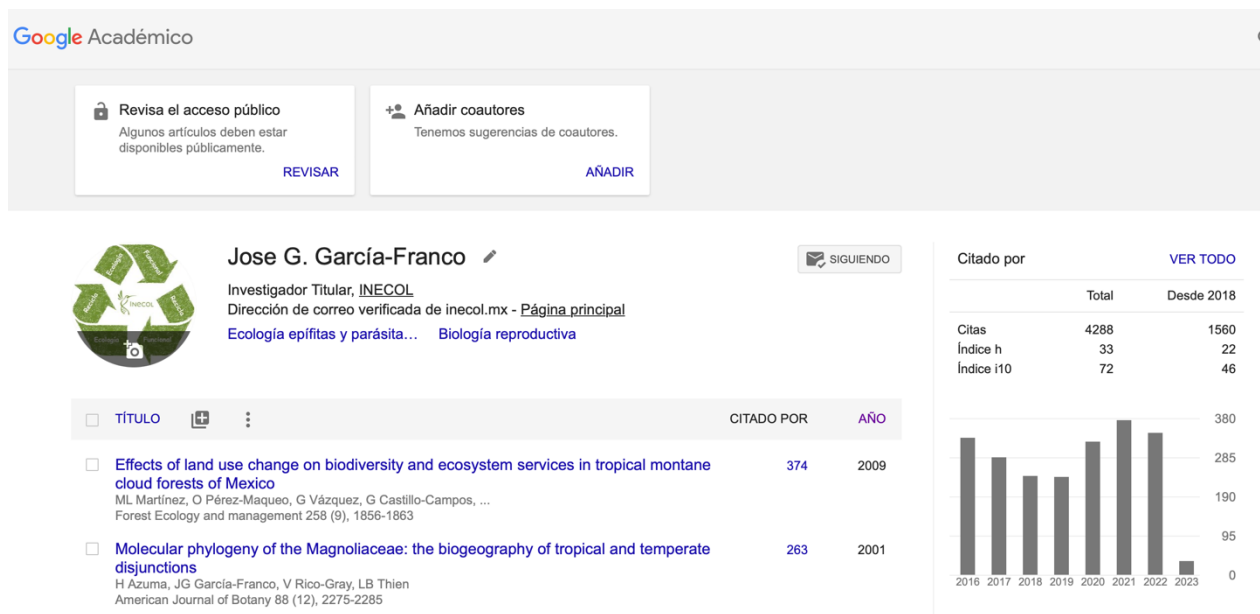 Google Académico
Revisa el acceso público
Algunos artículos deben estar
disponibles públicamente.
REVISAR
Añadir coautores
Tenemos sugerencias de coautores.
AÑADIR
Ecología Funcional
Recicla
INECOL
Recicla
Ecología Funcional
Jose G. García-Franco
Investigador Titular, INECOL
Dirección de correo verificada de inecol.mx - Página principal
Ecología epífitas y parásita… Biología reproductiva
SIGUIENDO
TÍTULO CITADO POR AÑO
Effects of land use change on biodiversity and ecosystem services in tropical montane 374 2009
cloud forests of Mexico
ML Martínez, O Pérez-Maqueo, G Vázquez, G Castillo-Campos, ...
Forest Ecology and management 258 (9), 1856-1863
Molecular phylogeny of the Magnoliaceae: the biogeography of tropical and temperate 263 2001
disjunctions
H Azuma, JG García-Franco, V Rico-Gray, LB Thien
American Journal of Botany 88 (12), 2275-2285
Citado por VER TODO
Total Desde 2018
Citas 4288 1560
Índice h 33 22
Índice i10 72 46
380
285
190
95
0
2016 2017 2018 2019 2020 2021 2022 2023